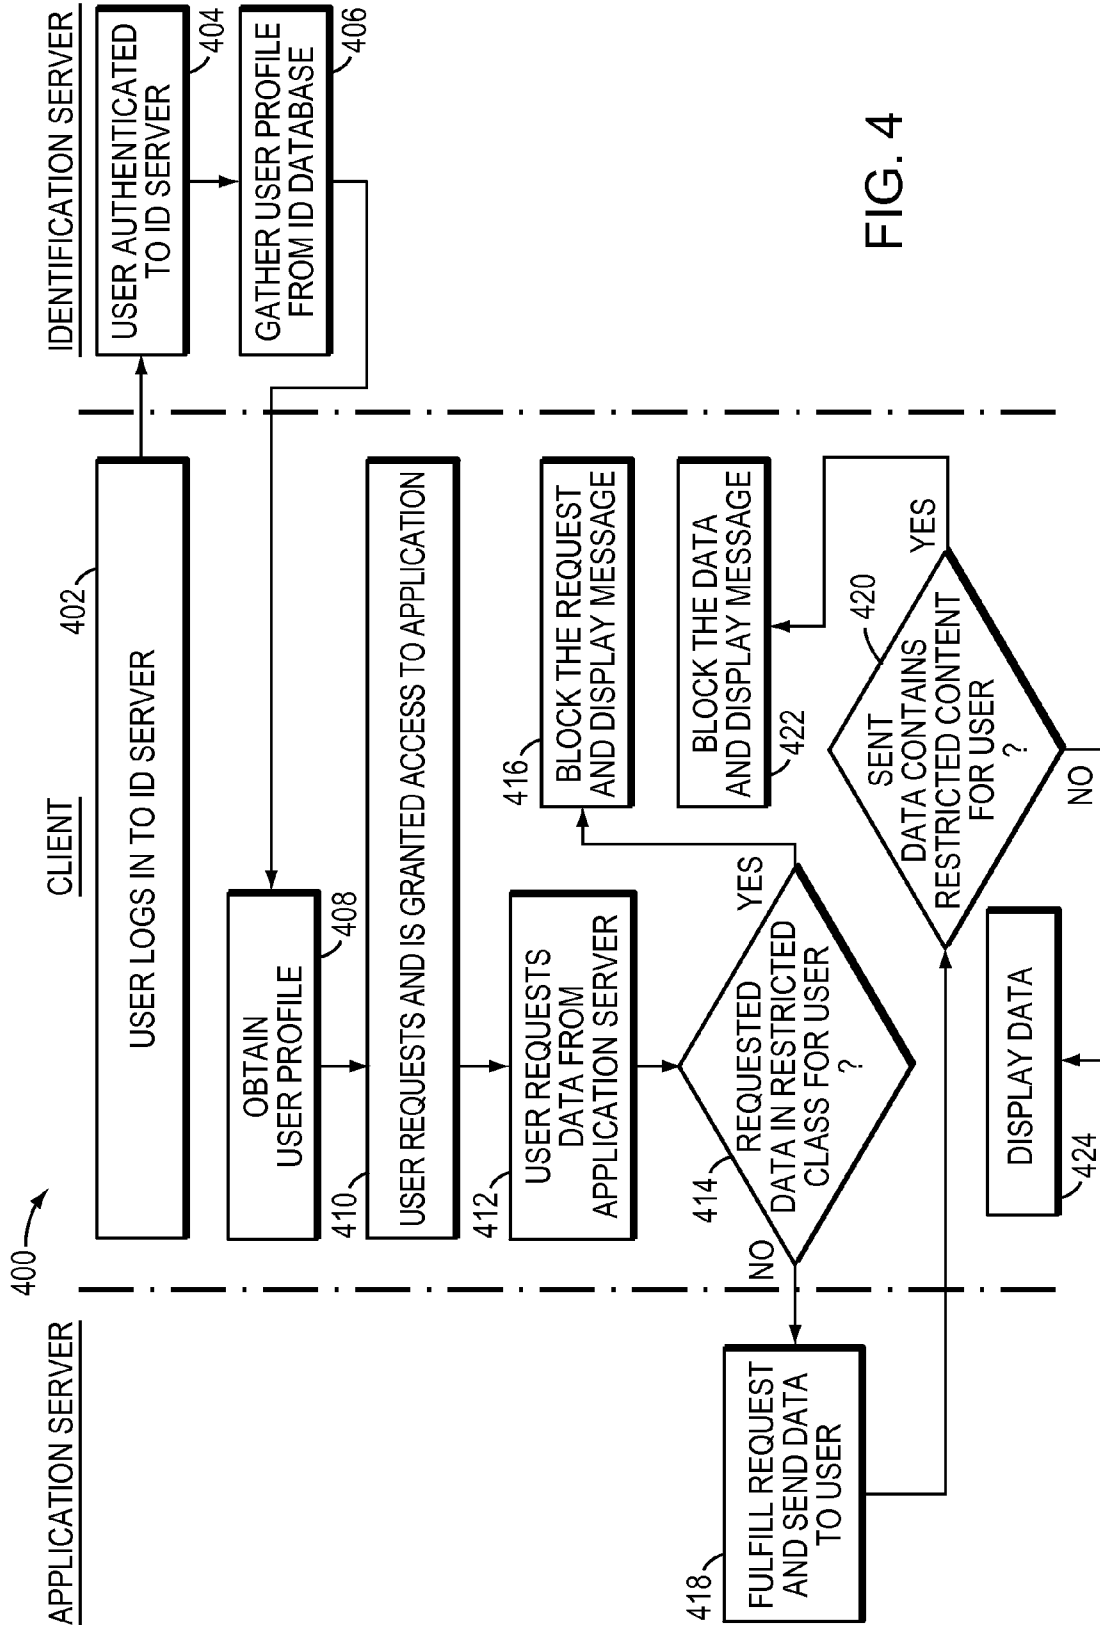 400
APPLICATION SERVER
CLIENT
IDENTIFICATION SERVER
402
USER LOGS IN TO ID SERVER
USER AUTHENTICATED
TO ID SERVER
404
GATHER USER PROFILE
FROM ID DATABASE
406
OBTAIN
USER PROFILE
408
410
USER REQUESTS AND IS GRANTED ACCESS TO APPLICATION
412
USER REQUESTS
DATA FROM
APPLICATION SERVER
414
REQUESTED
DATA IN RESTRICTED
CLASS FOR USER
?
YES
NO
416
BLOCK THE REQUEST
AND DISPLAY MESSAGE
418
FULFILL REQUEST
AND SEND DATA
TO USER
420
SENT
DATA CONTAINS
RESTRICTED CONTENT
FOR USER
?
YES
NO
BLOCK THE DATA
AND DISPLAY MESSAGE
422
DISPLAY DATA
424
FIG. 4